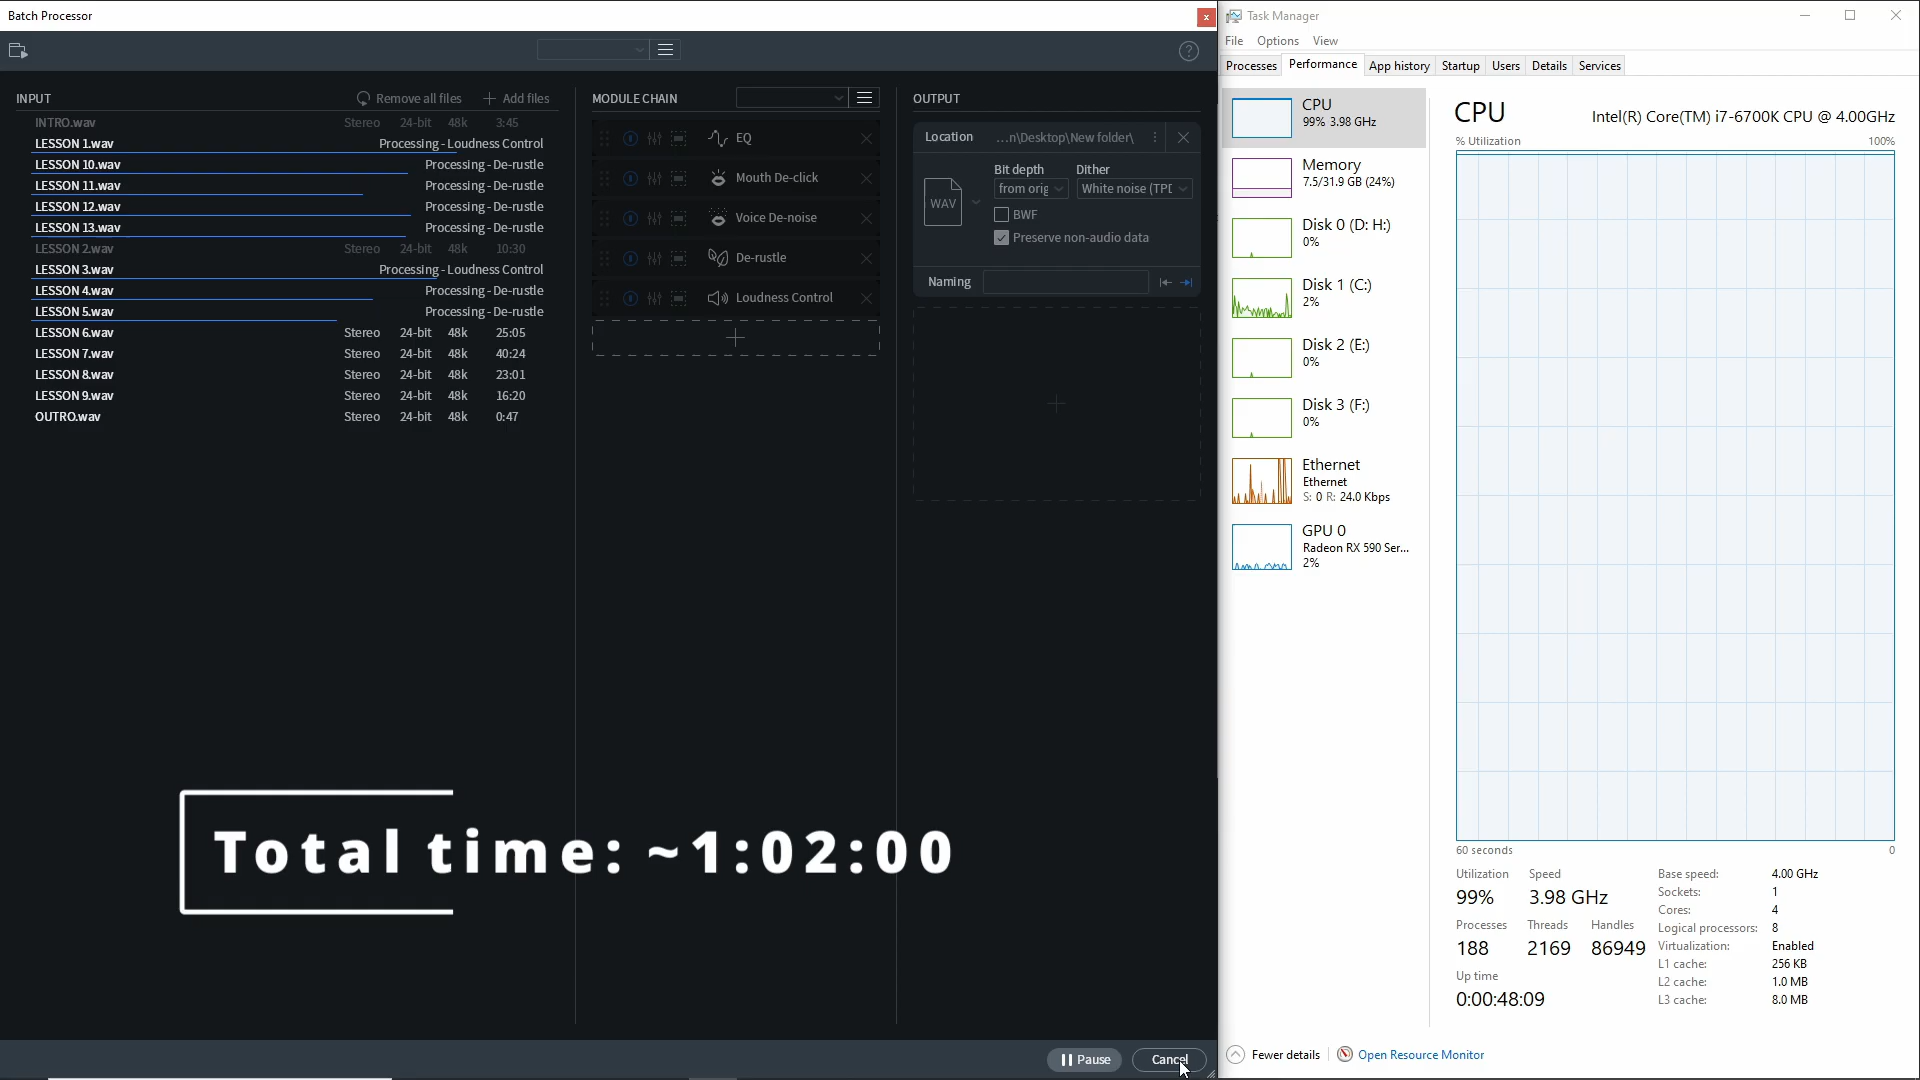 Batch Processor
x
?
INPUT
Remove all files
Add files
INTRO.wav Stereo 24-bit 48k 3:45
LESSON 1.wav Processing - Loudness Control
LESSON 10.wav Processing - De-rustle
LESSON 11.wav Processing - De-rustle
LESSON 12.wav Processing - De-rustle
LESSON 13.wav Processing - De-rustle
LESSON 2.wav Stereo 24-bit 48k 10:30
LESSON 3.wav Processing - Loudness Control
LESSON 4.wav Processing - De-rustle
LESSON 5.wav Processing - De-rustle
LESSON 6.wav Stereo 24-bit 48k 25:05
LESSON 7.wav Stereo 24-bit 48k 40:24
LESSON 8.wav Stereo 24-bit 48k 23:01
LESSON 9.wav Stereo 24-bit 48k 16:20
OUTRO.wav Stereo 24-bit 48k 0:47
MODULE CHAIN
EQ
Mouth De-click
Voice De-noise
De-rustle
Loudness Control
OUTPUT
Location ...n\Desktop\New folder\
Bit depth Dither
WAV
from orig White noise (TPD
BWF
Preserve non-audio data
Naming
Total time: ~1:02:00
Pause
Cancel
Task Manager
File Options View
Processes Performance App history Startup Users Details Services
CPU
99% 3.98 GHz
Memory
7.5/31.9 GB (24%)
Disk 0 (D: H:)
0%
Disk 1 (C:)
2%
Disk 2 (E:)
0%
Disk 3 (F:)
0%
Ethernet
Ethernet
S: 0 R: 24.0 Kbps
GPU 0
Radeon RX 590 Ser...
2%
CPU
Intel(R) Core(TM) i7-6700K CPU @ 4.00GHz
% Utilization 100%
60 seconds 0
Utilization Speed
99% 3.98 GHz
Processes Threads Handles
188 2169 86949
Up time
0:00:48:09
Base speed: 4.00 GHz
Sockets: 1
Cores: 4
Logical processors: 8
Virtualization: Enabled
L1 cache: 256 KB
L2 cache: 1.0 MB
L3 cache: 8.0 MB
Fewer details
Open Resource Monitor